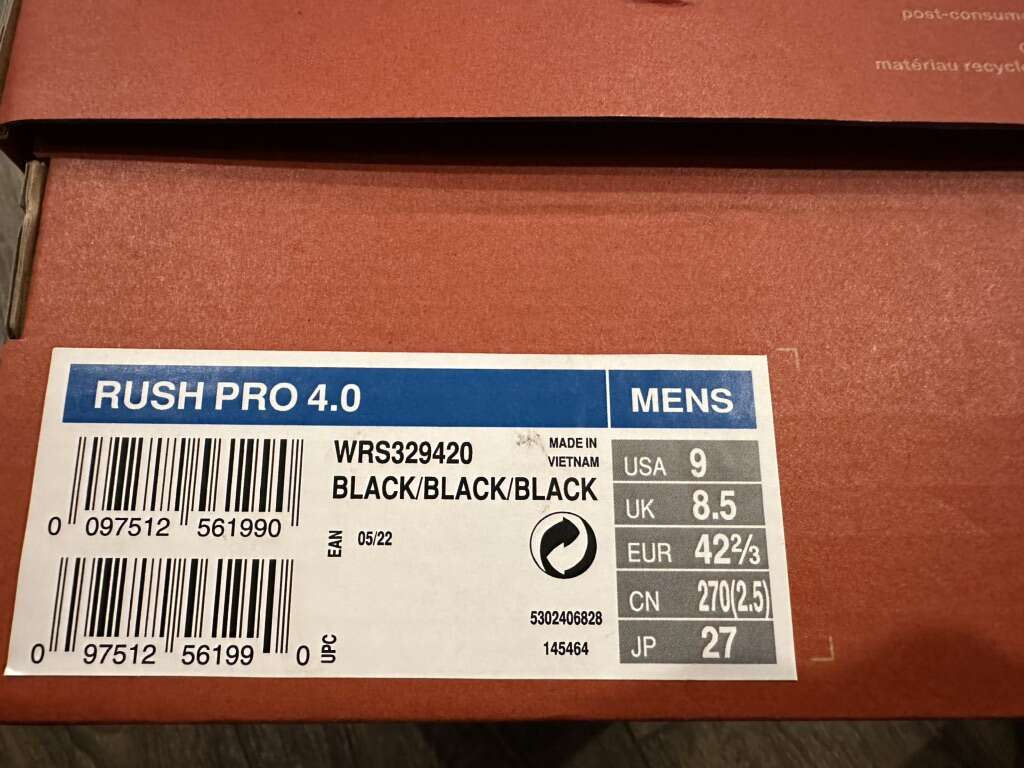 post-consum
matériau recycl
RUSH PRO 4.0
MENS
WRS329420
MADE IN
VIETNAM
BLACK/BLACK/BLACK
0 097512 561990
EAN
05/22
USA 9
UK 8.5
EUR 42⅔
CN 270(2.5)
JP 27
5302406828
145464
0 97512 56199 0
UPC